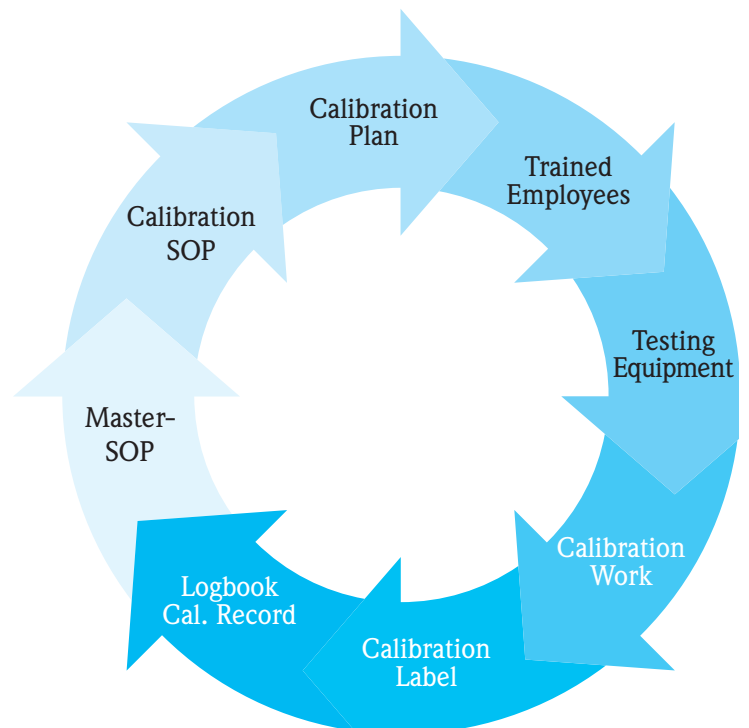 Calibration
Plan
Trained
Employees
Testing
Equipment
Calibration
Work
Calibration
Label
Logbook
Cal. Record
Master-
SOP
Calibration
SOP